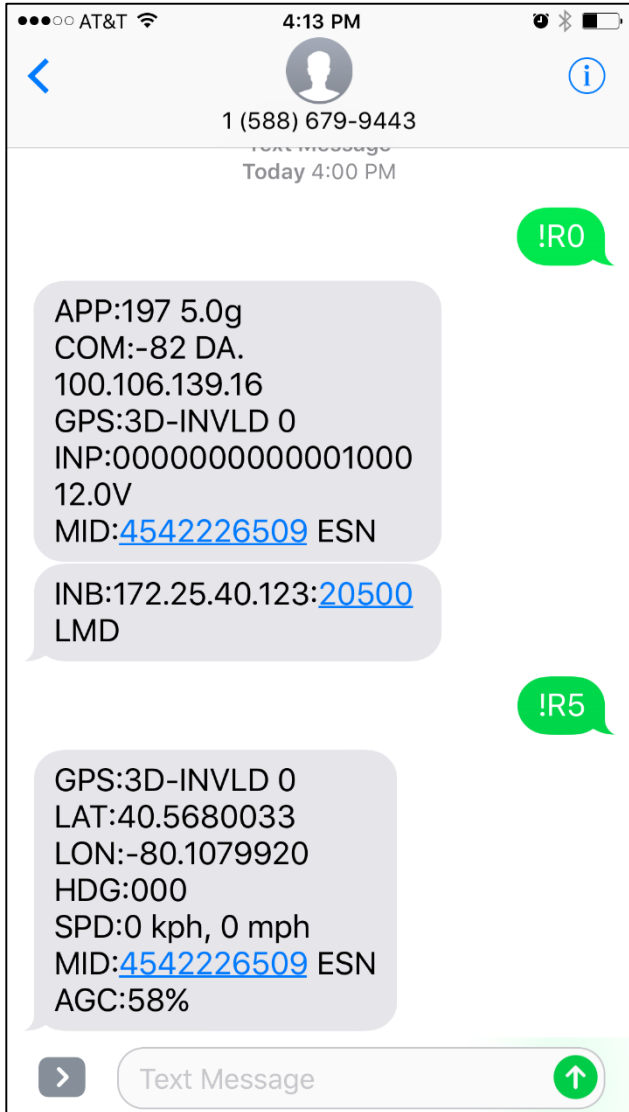 AT&T 4:13 PM
1 (588) 679-9443
Text Message
Today 4:00 PM
!R0
APP:197 5.0g
COM:-82 DA.
100.106.139.16
GPS:3D-INVLD 0
INP:0000000000001000
12.0V
MID:4542226509 ESN
INB:172.25.40.123:20500
LMD
!R5
GPS:3D-INVLD 0
LAT:40.5680033
LON:-80.1079920
HDG:000
SPD:0 kph, 0 mph
MID:4542226509 ESN
AGC:58%
Text Message